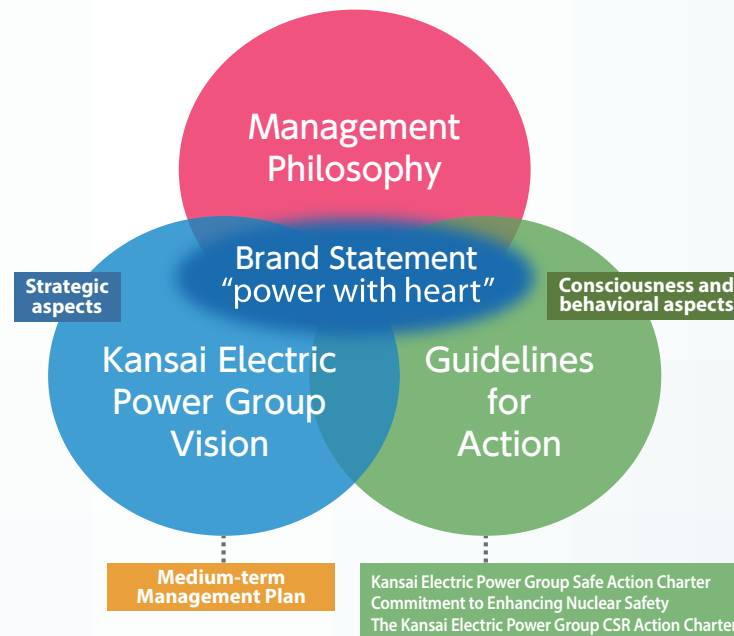 Management
Philosophy
Brand Statement
“power with heart”
Strategic
aspects
Consciousness and
behavioral aspects
Kansai Electric
Power Group
Vision
Guidelines
for
Action
Medium-term
Management Plan
Kansai Electric Power Group Safe Action Charter
Commitment to Enhancing Nuclear Safety
The Kansai Electric Power Group CSR Action Charter